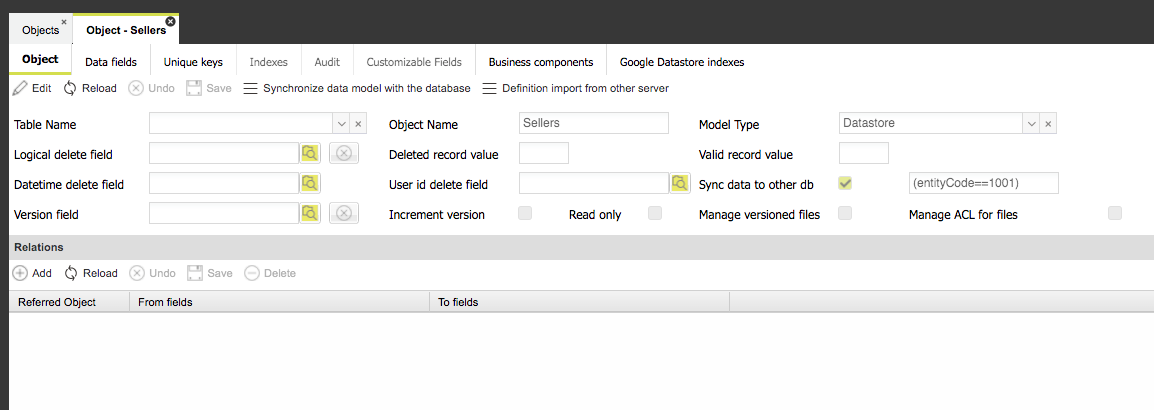 Objects Object - Sellers
Object Data fields Unique keys Indexes Audit Customizable Fields Business components Google Datastore indexes
Edit Reload Undo Save Synchronize data model with the database Definition import from other server
Table Name Object Name Sellers Model Type Datastore
Logical delete field Deleted record value Valid record value
Datetime delete field User id delete field Sync data to other db (entityCode==1001)
Version field Increment version Read only Manage versioned files Manage ACL for files
Relations
Add Reload Undo Save Delete
Referred Object From fields To fields